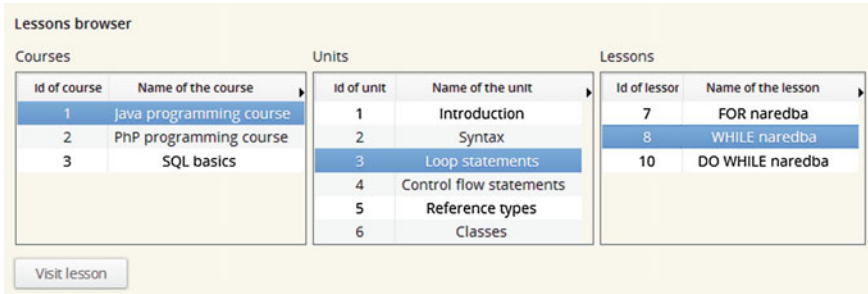 Lessons browser
Courses Units Lessons
Id of course Name of the course Id of unit Name of the unit Id of lessor Name of the lesson
1 Java programming course 1 Introduction 7 FOR naredba
2 PhP programming course 2 Syntax 8 WHILE naredba
3 SQL basics 3 Loop statements 10 DO WHILE naredba
4 Control flow statements
5 Reference types
6 Classes
Visit lesson